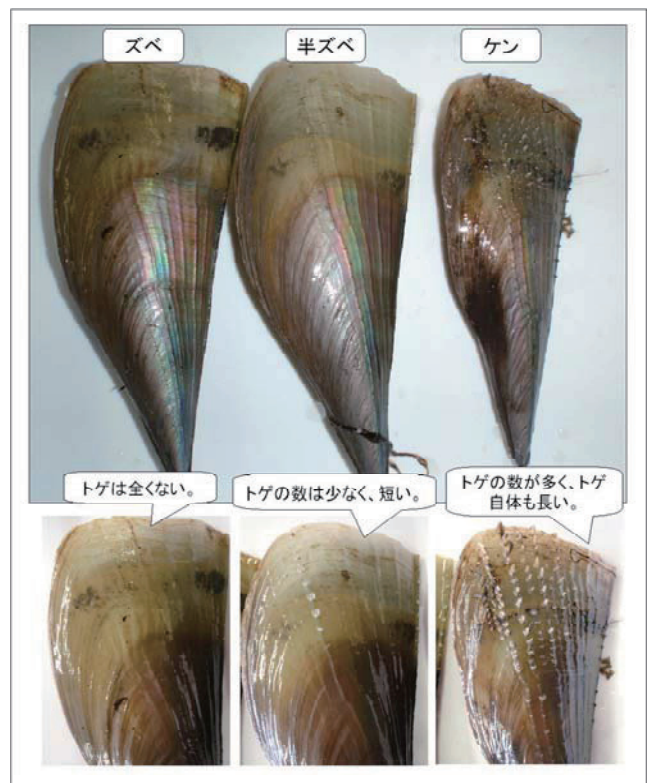 ズベ
半ズベ
ケン
トゲは全くない。
トゲの数は少なく、短い。
トゲの数が多く、トゲ
自体も長い。